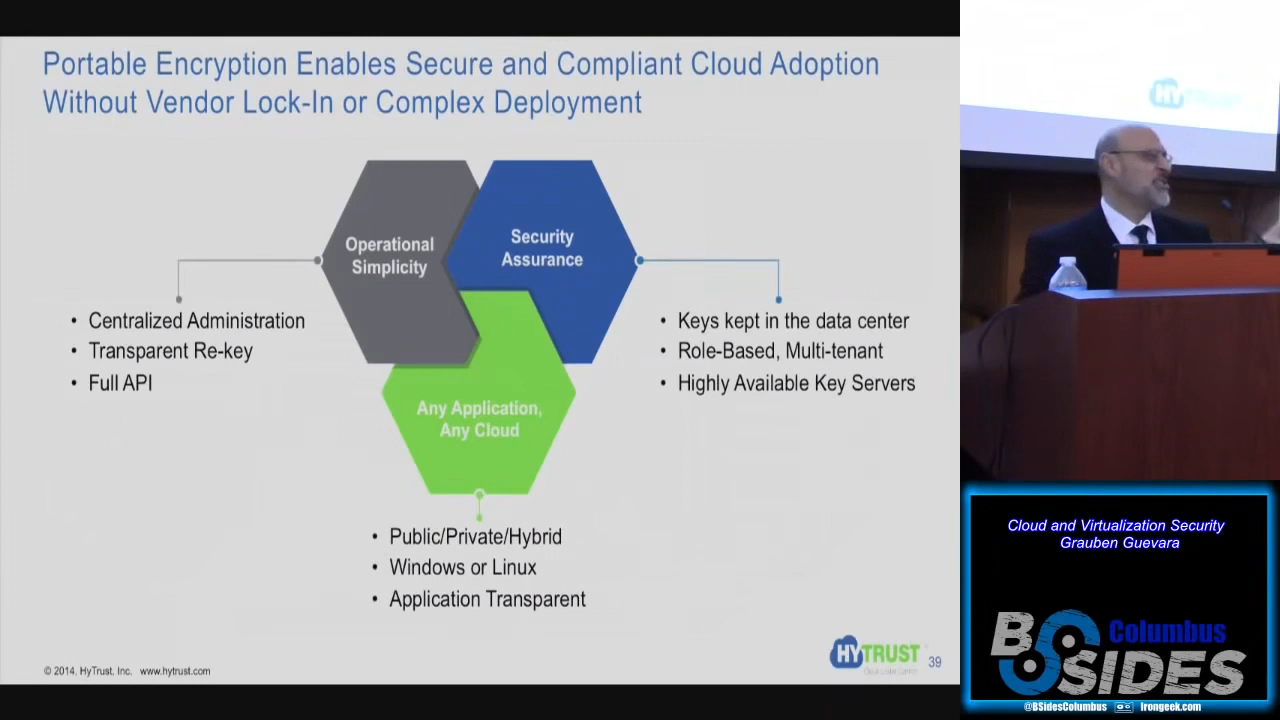 Portable Encryption Enables Secure and Compliant Cloud Adoption
Without Vendor Lock-In or Complex Deployment
Operational
Simplicity
Security
Assurance
• Centralized Administration
• Transparent Re-key
• Full API
• Keys kept in the data center
• Role-Based, Multi-tenant
• Highly Available Key Servers
Any Application,
Any Cloud
• Public/Private/Hybrid
• Windows or Linux
• Application Transparent
© 2014, HyTrust, Inc. www.hytrust.com
HYTRUST
39
HYTRUST
Cloud and Virtualization Security
Grauben Guevara
BSIDES
Columbus
@BSidesColumbus Irongeek.com